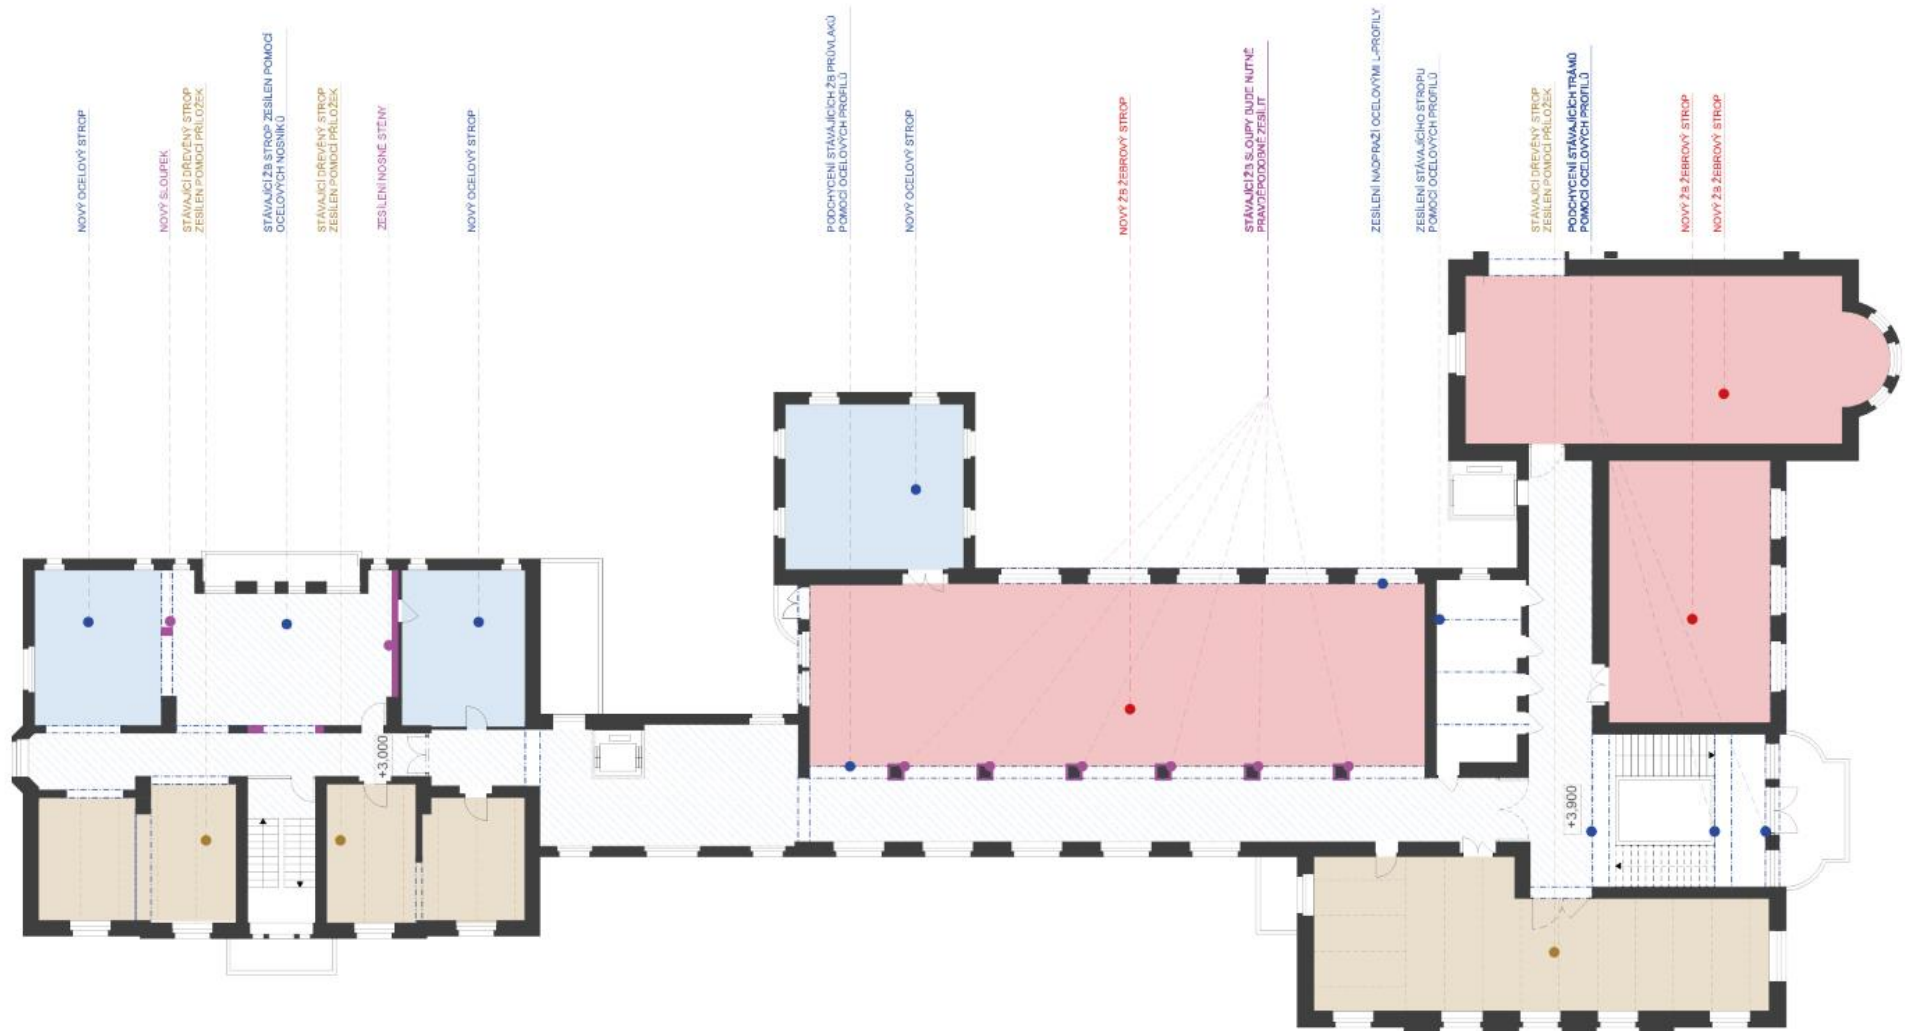 NOVÝ OCELOVÝ STROP
NOVÝ SLOUPEK
STÁVAJÍCÍ DŘEVĚNÝ STROP
ZESÍLEN POMOCÍ PŘÍLOŽEK
STÁVAJÍCÍ ŽB STROP ZESÍLEN POMOCÍ
OCELOVÝCH NOSNÍKŮ
STÁVAJÍCÍ DŘEVĚNÝ STROP
ZESÍLEN POMOCÍ PŘÍLOŽEK
ZESÍLENÍ NOSNÉ STĚNY
NOVÝ OCELOVÝ STROP
PODCHYCENÍ STÁVAJÍCÍCH ŽB PRŮVLAKŮ
POMOCÍ OCELOVÝCH PROFILŮ
NOVÝ OCELOVÝ STROP
NOVÝ ŽB ŽEBROVÝ STROP
STÁVAJÍCÍ ŽB SLOUPY BUDE NUTNÉ
PRAVDĚPODOBNĚ ZESÍLIT
ZESÍLENÍ NADPRAŽÍ OCELOVÝMI L-PROFILY
ZESÍLENÍ STÁVAJÍCÍHO STROPU
POMOCÍ OCELOVÝCH PROFILŮ
STÁVAJÍCÍ DŘEVĚNÝ STROP
ZESÍLEN POMOCÍ PŘÍLOŽEK
PODCHYCENÍ STÁVAJÍCÍCH TRÁMŮ
POMOCÍ OCELOVÝCH PROFILŮ
NOVÝ ŽB ŽEBROVÝ STROP
NOVÝ ŽB ŽEBROVÝ STROP
+3,000
+3,900